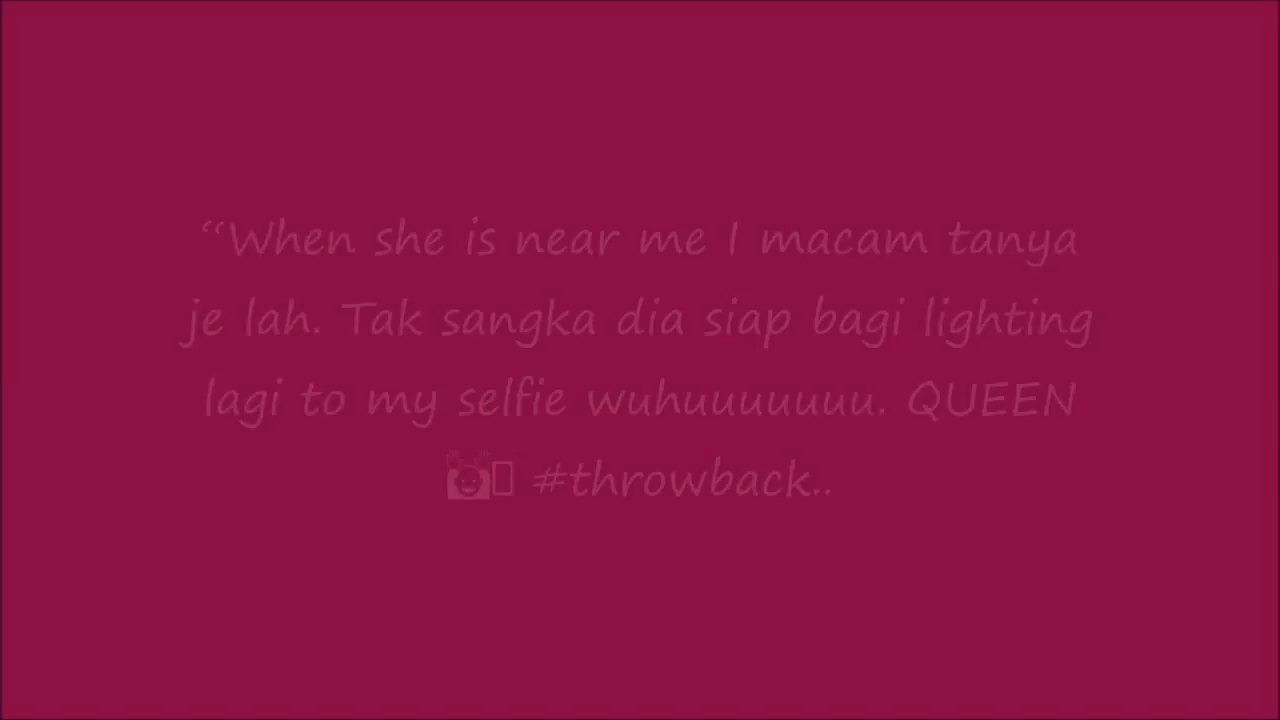 “When she is near me I macam tanya
je lah. Tak sangka dia siap bagi lighting
lagi to my selfie wuhuuuuuuu. QUEEN
🙌▯ #throwback..